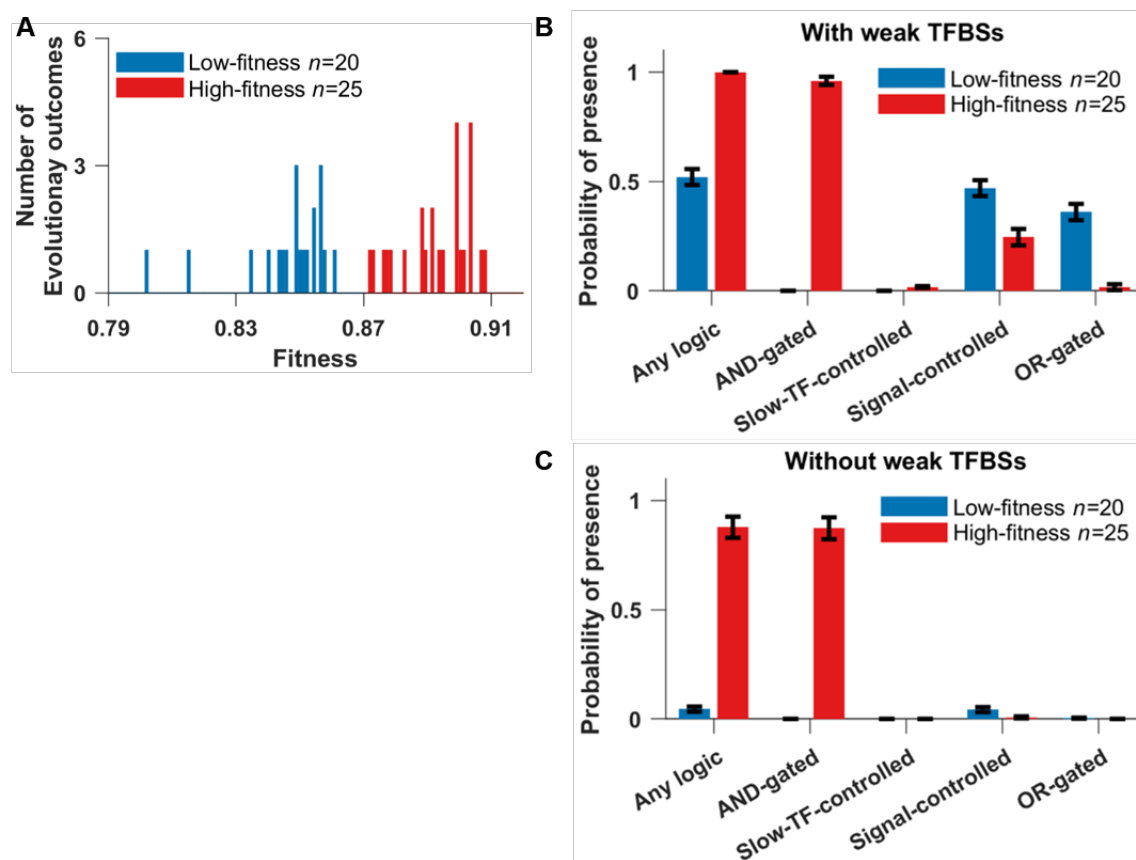 A
6
3
0
Number of
Evolutionay outcomes
Low-fitness n=20
High-fitness n=25
0.79
0.83
0.87
0.91
Fitness
B
With weak TFBSs
1
0.5
0
Probability of presence
Low-fitness n=20
High-fitness n=25
Any logic
AND-gated
Slow-TF-controlled
Signal-controlled
OR-gated
C
Without weak TFBSs
1
0.5
0
Probability of presence
Low-fitness n=20
High-fitness n=25
Any logic
AND-gated
Slow-TF-controlled
Signal-controlled
OR-gated